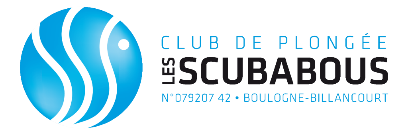 CLUB DE PLONGÉE
LES SCUBABOUS
N°079207 42 • BOULOGNE-BILLANCOURT